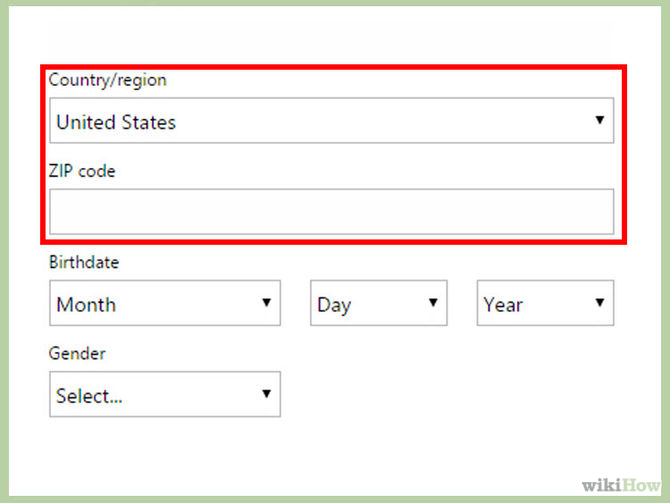 Country/region
United States
ZIP code
Birthdate
Month Day Year
Gender
Select...
wikiHow